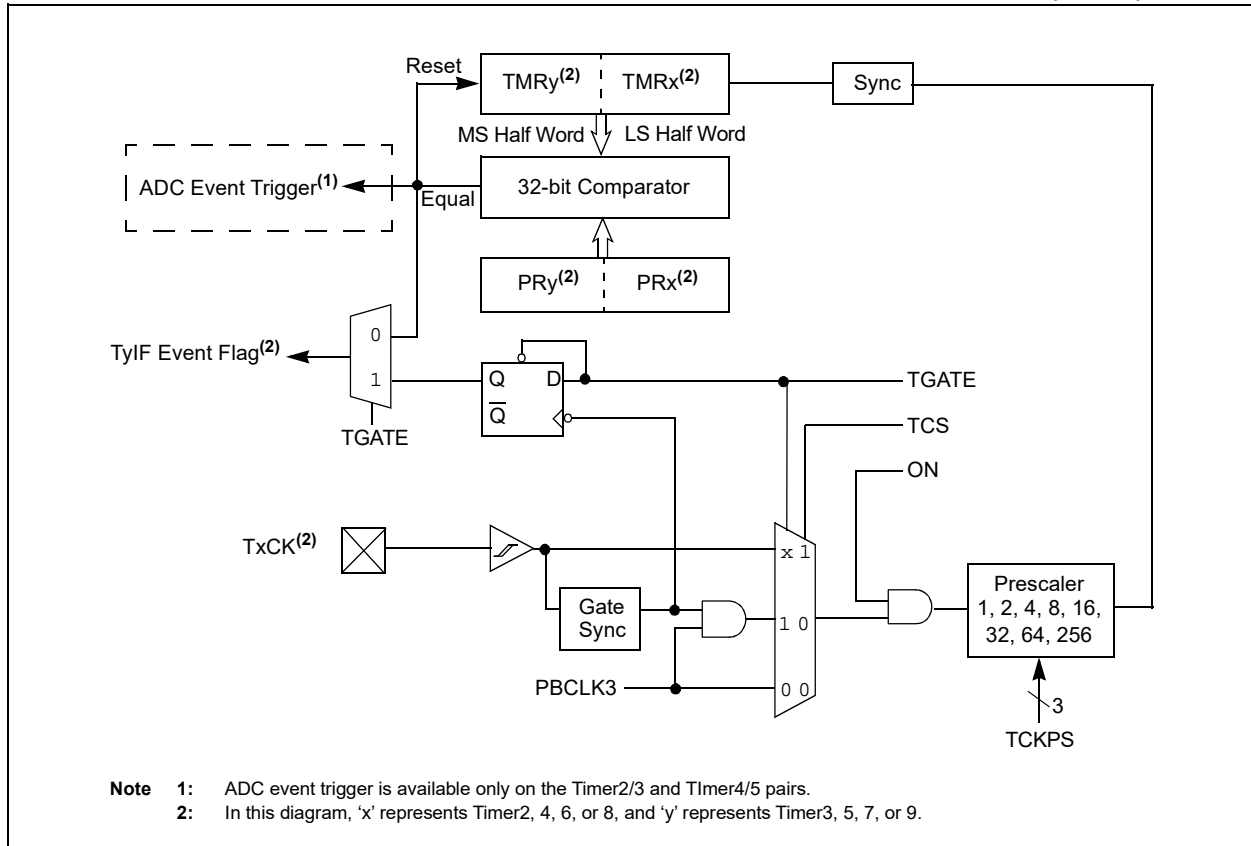 Reset
TMRy(2) TMRx(2)
Sync
MS Half Word LS Half Word
ADC Event Trigger(1)
Equal
32-bit Comparator
PRy(2) PRx(2)
TyIF Event Flag(2)
0
1
TGATE
Q D
Q
TGATE
TCS
ON
TxCK(2)
x 1
Gate
Sync
1 0
PBCLK3
0 0
Prescaler
1, 2, 4, 8, 16,
32, 64, 256
3
TCKPS
Note 1: ADC event trigger is available only on the Timer2/3 and TImer4/5 pairs.
2: In this diagram, ‘x’ represents Timer2, 4, 6, or 8, and ‘y’ represents Timer3, 5, 7, or 9.